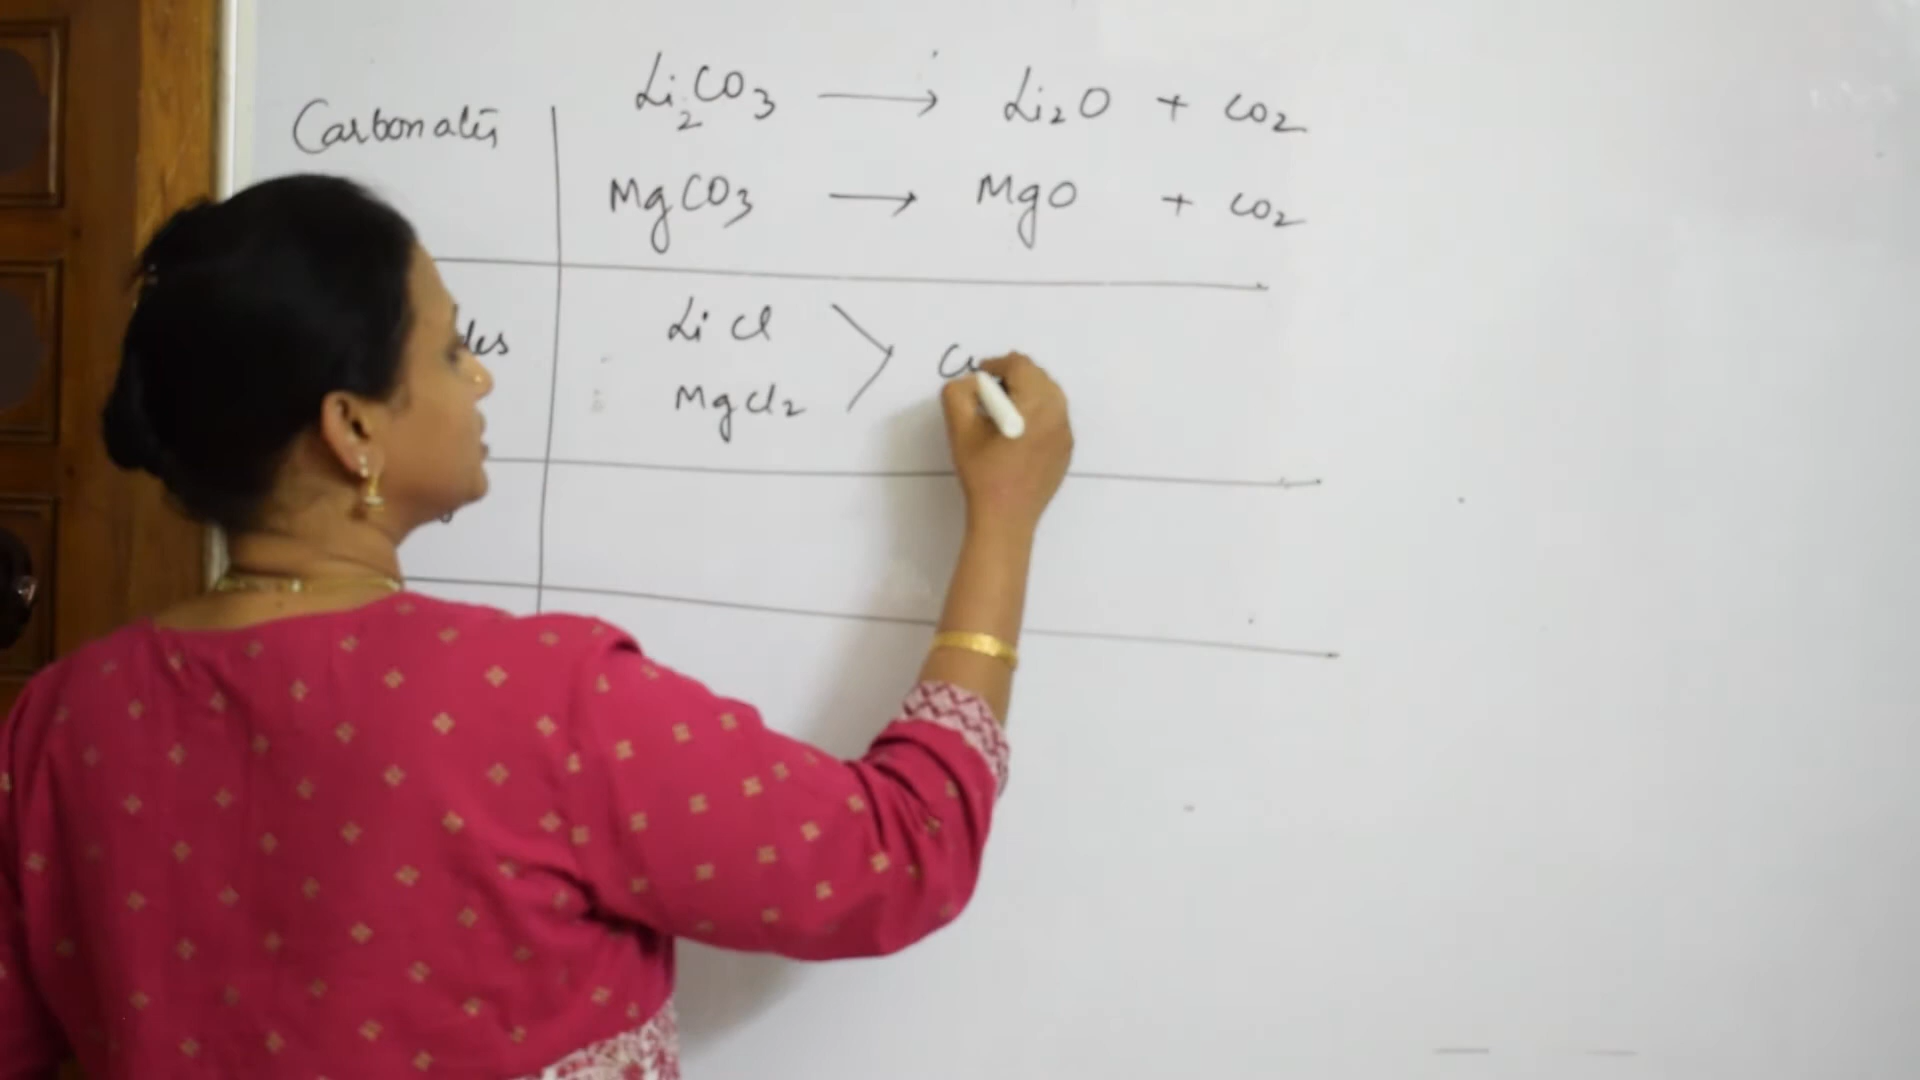 Li2CO3 → Li2O + CO2
Carbonates
MgCO3 → MgO + CO2
LiCl
MgCl2